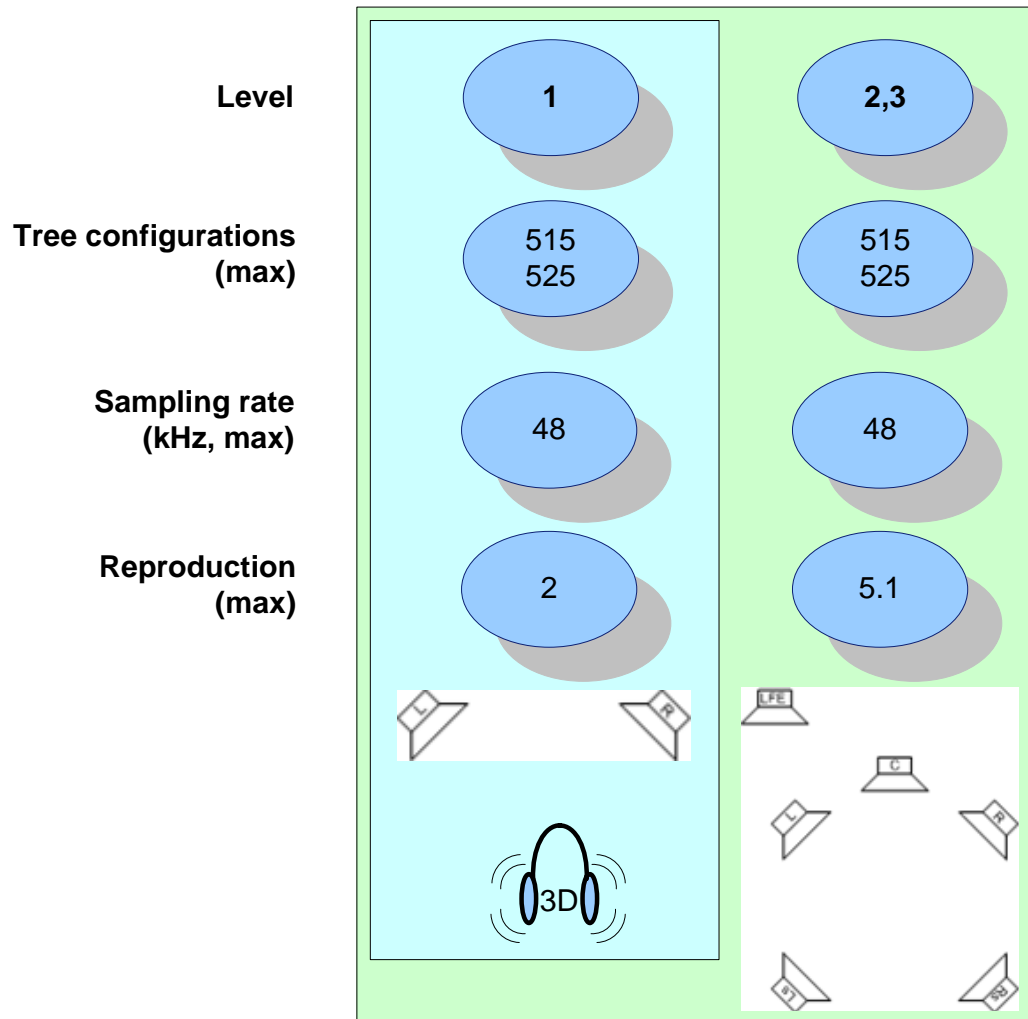 Level
1
2,3
Tree configurations
(max)
515
525
515
525
Sampling rate
(kHz, max)
48
48
Reproduction
(max)
2
5.1
L
R
LFE
C
L
R
3D
Ls
Rs